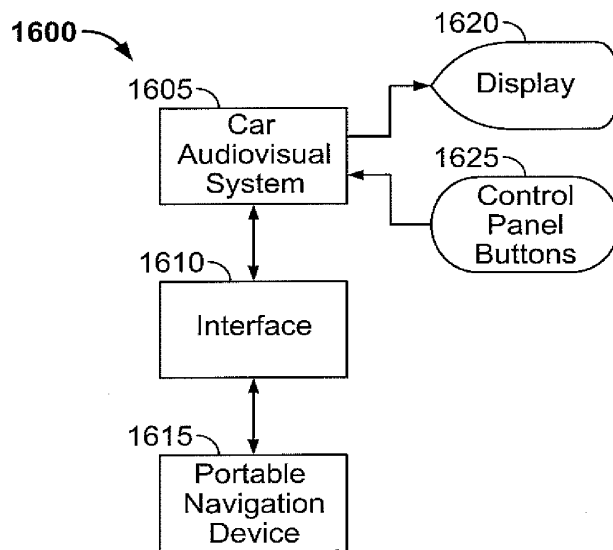 1600
1620
Display
1605
Car
Audiovisual
System
1625
Control
Panel
Buttons
1610
Interface
1615
Portable
Navigation
Device